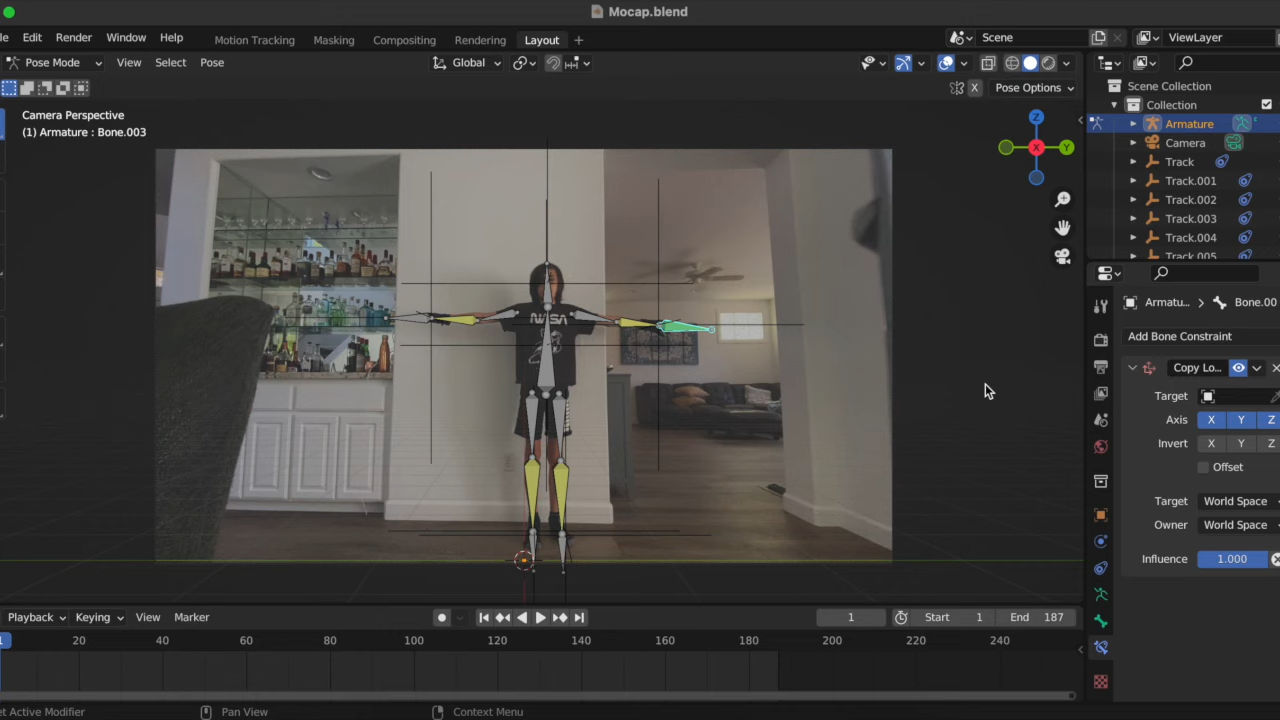 Mocap.blend
le Edit Render Window Help Motion Tracking Masking Compositing Rendering Layout + Scene ViewLayer
Pose Mode View Select Pose Global
X Pose Options
Camera Perspective
(1) Armature : Bone.003
Z
X
Y
NASA
Scene Collection
Collection
Armature
Camera
Track
Track.001
Track.002
Track.003
Track.004
Track.005
Armatu... Bone.00
Add Bone Constraint
Copy Lo...
Target
Axis X Y Z
Invert X Y Z
Offset
Target World Space
Owner World Space
Influence 1.000
Playback Keying View Marker 1 Start 1 End 187
1 20 40 60 80 100 120 140 160 180 200 220 240
et Active Modifier Pan View Context Menu